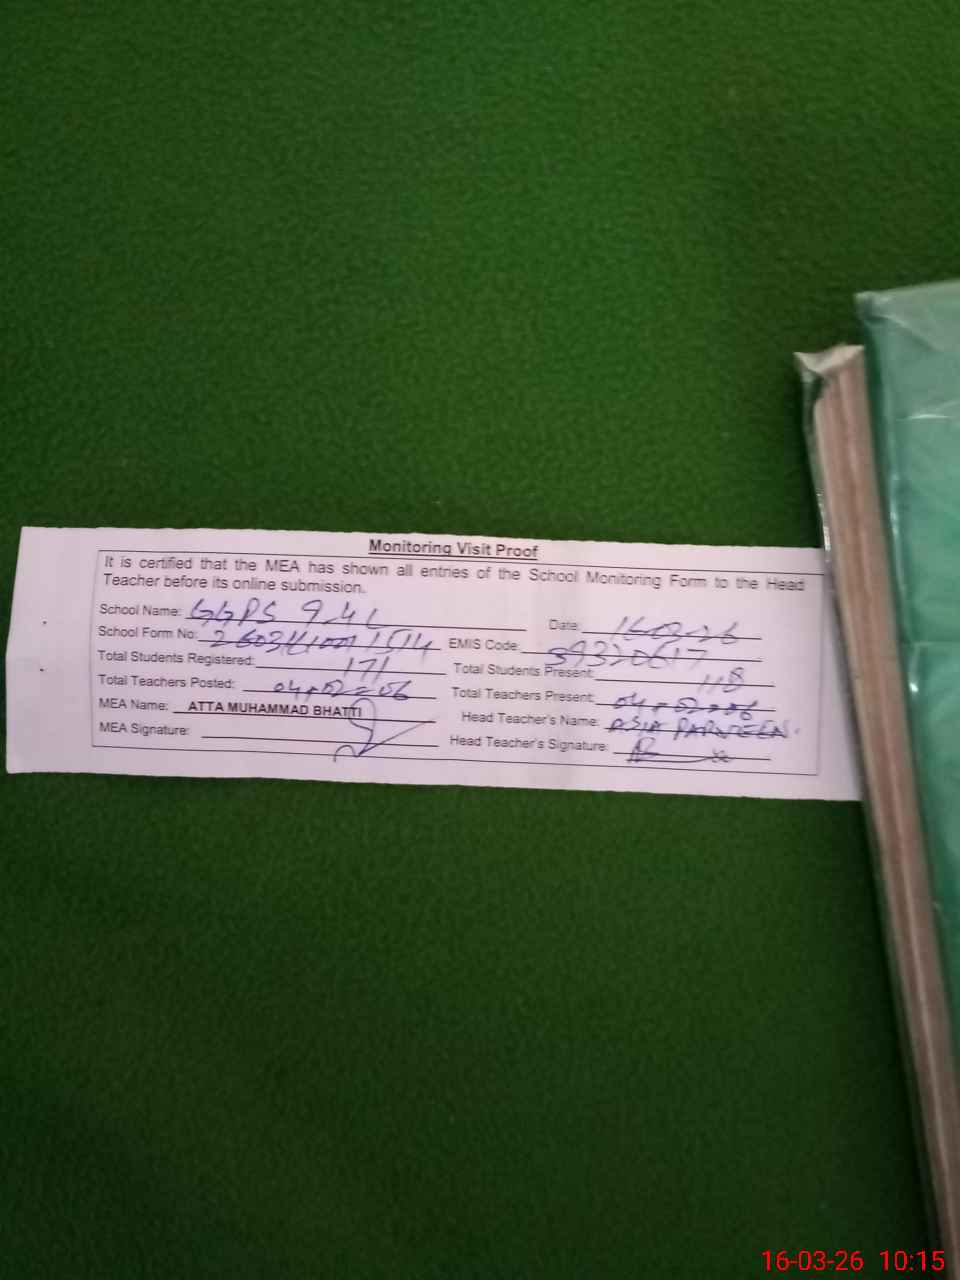 Monitoring Visit Proof
It is certified that the MEA has shown all entries of the School Monitoring Form to the Head
Teacher before its online submission.
School Name: GGPS 9-4L Date: 16-03-26
School Form No: EMIS Code: 39320617
Total Students Registered: 171 Total Students Present: 118
Total Teachers Posted: 04+02=06 Total Teachers Present: 04+02=06
MEA Name: ATTA MUHAMMAD BHATTI Head Teacher's Name: ASIA PARVEEN.
MEA Signature: Head Teacher's Signature:
16-03-26 10:15